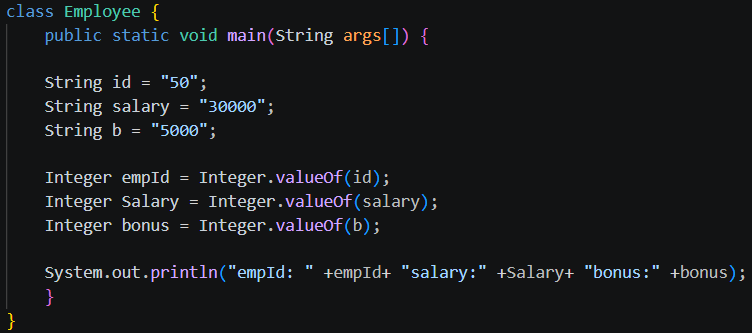 class Employee {
    public static void main(String args[]) {

    String id = "50";
    String salary = "30000";
    String b = "5000";

    Integer empId = Integer.valueOf(id);
    Integer Salary = Integer.valueOf(salary);
    Integer bonus = Integer.valueOf(b);

    System.out.println("empId: " +empId+ "salary:" +Salary+ "bonus:" +bonus);
    }
}